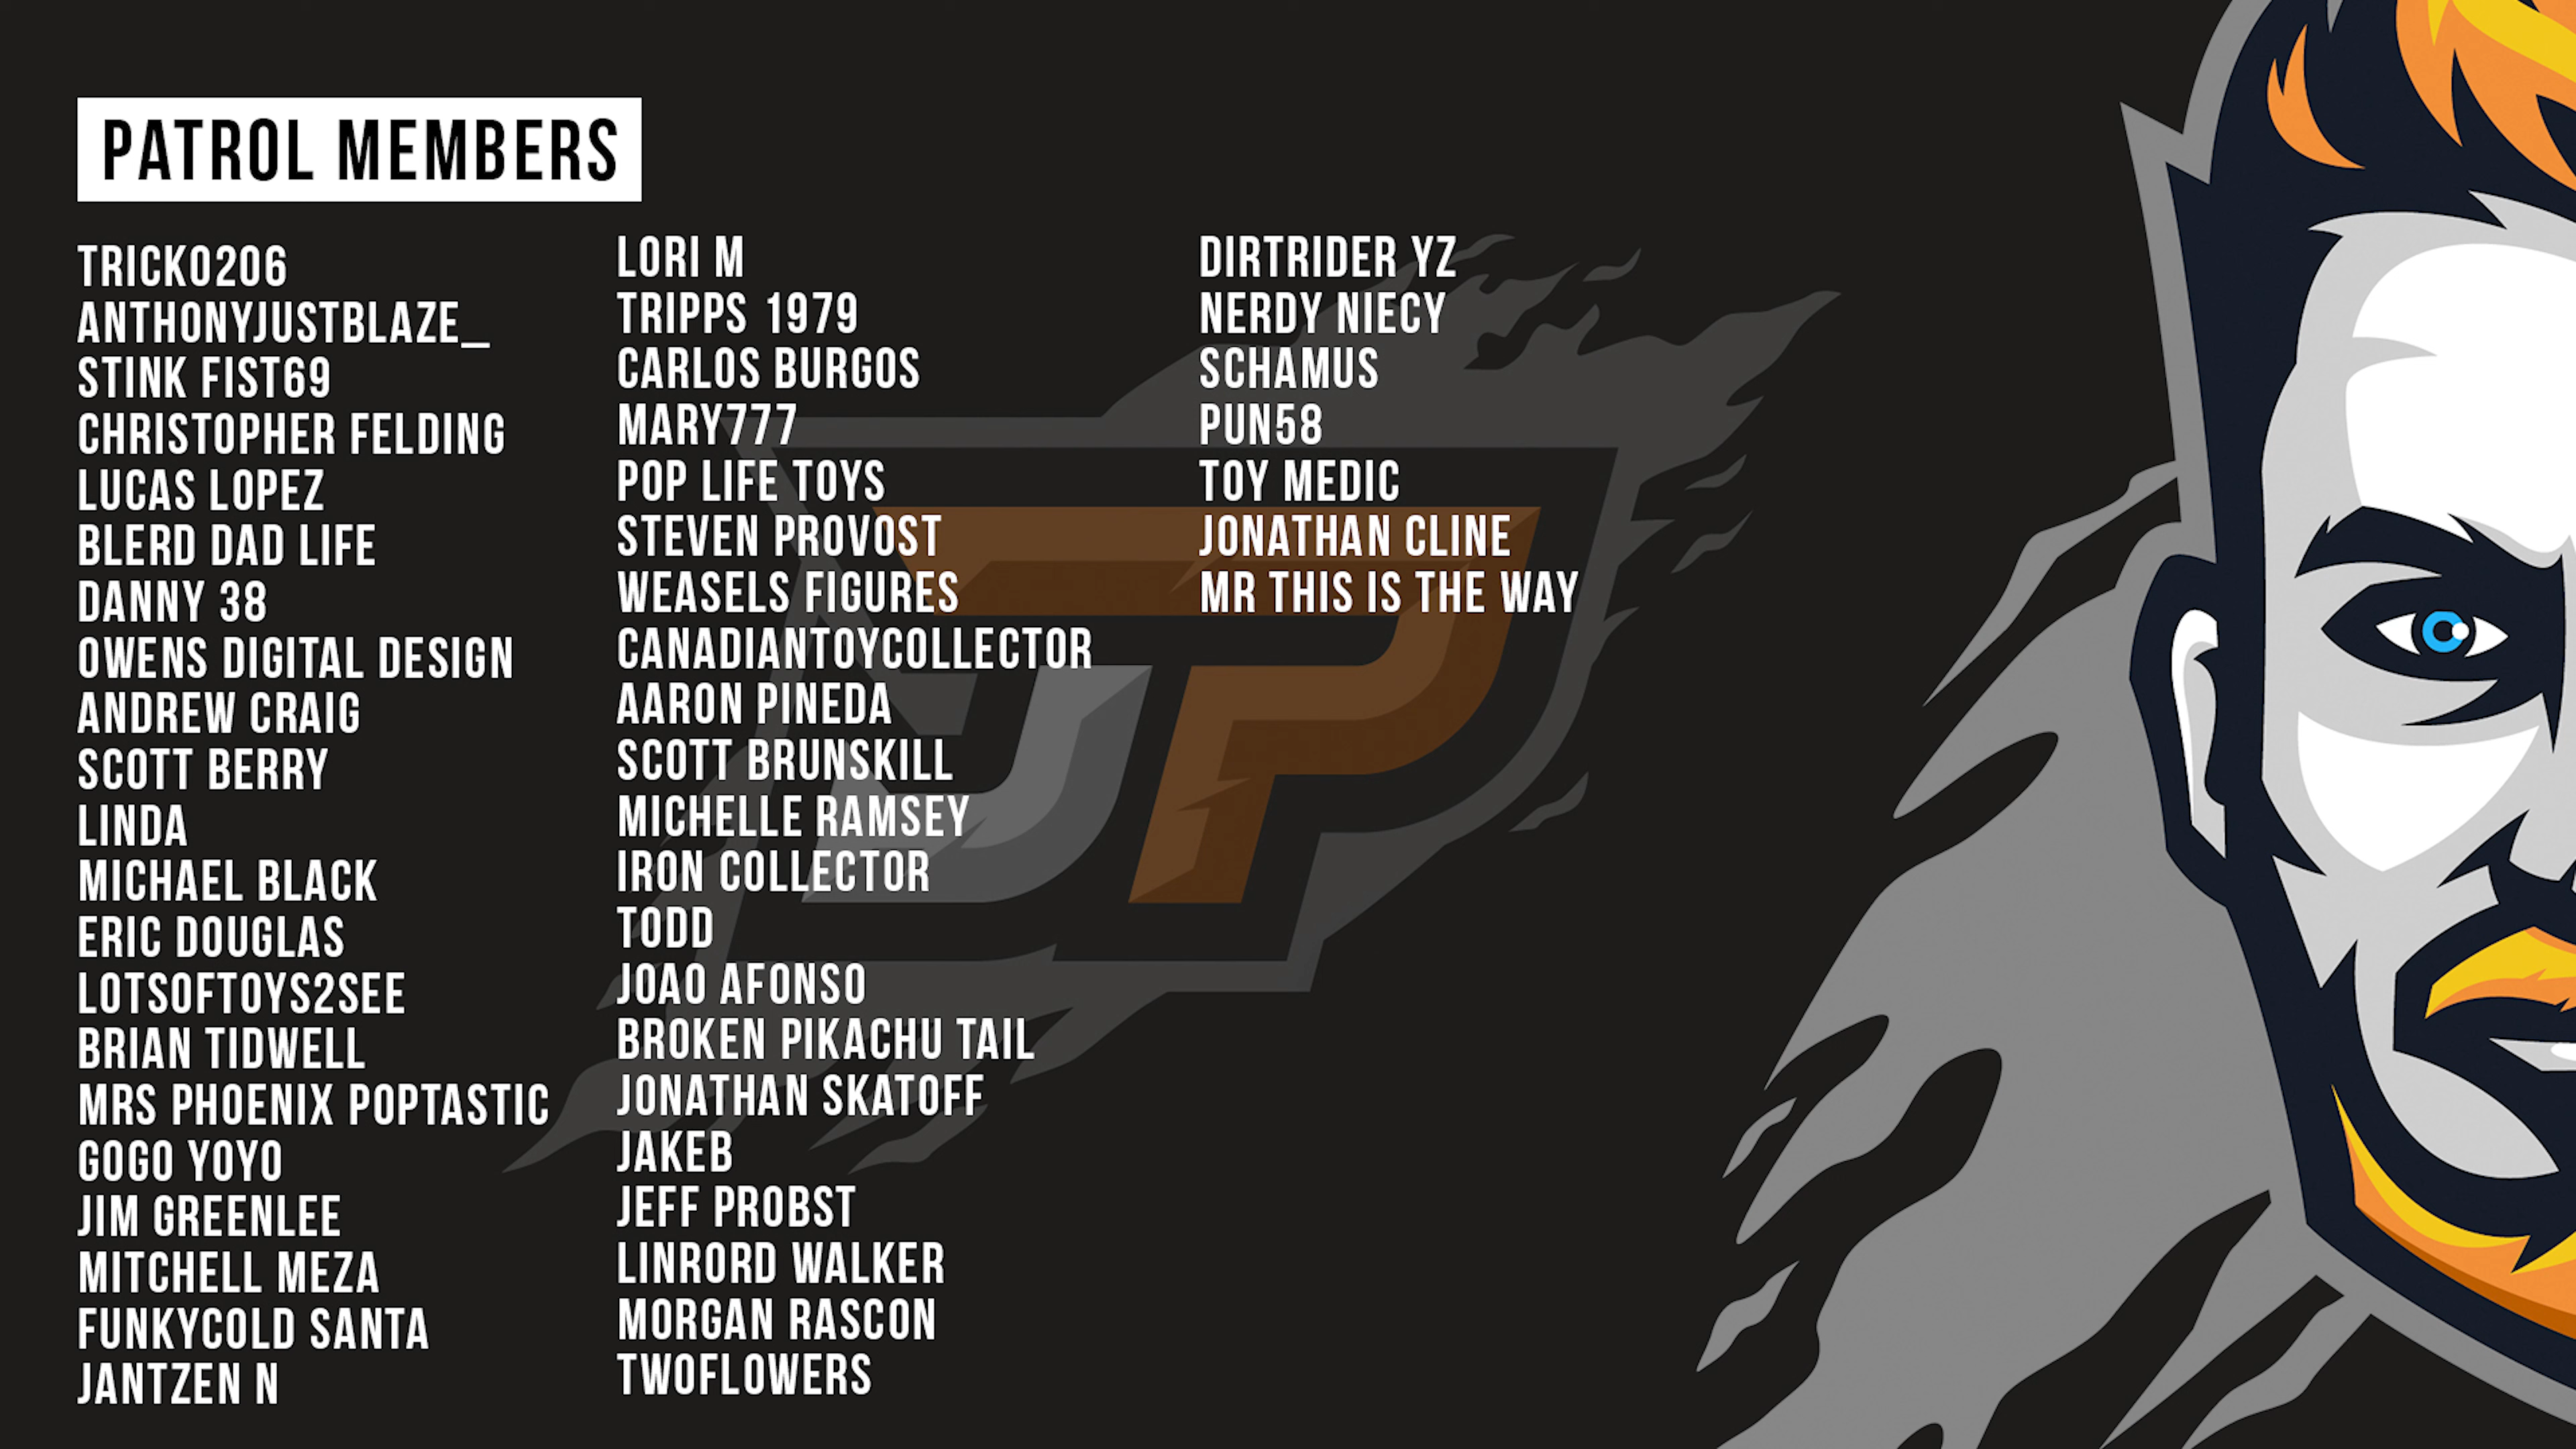 PATROL MEMBERS
TRICKO206
ANTHONYJUSTBLAZE_
STINK FIST69
CHRISTOPHER FELDING
LUCAS LOPEZ
BLERD DAD LIFE
DANNY 38
OWENS DIGITAL DESIGN
ANDREW CRAIG
SCOTT BERRY
LINDA
MICHAEL BLACK
ERIC DOUGLAS
LOTSOFTOYS2SEE
BRIAN TIDWELL
MRS PHOENIX POPTASTIC
GOGO YOYO
JIM GREENLEE
MITCHELL MEZA
FUNKYCOLD SANTA
JANTZEN N
LORI M
TRIPPS 1979
CARLOS BURGOS
MARY777
POP LIFE TOYS
STEVEN PROVOST
WEASELS FIGURES
CANADIANTOYCOLLECTOR
AARON PINEDA
SCOTT BRUNSKILL
MICHELLE RAMSEY
IRON COLLECTOR
TODD
JOAO AFONSO
BROKEN PIKACHU TAIL
JONATHAN SKATOFF
JAKEB
JEFF PROBST
LINRORD WALKER
MORGAN RASCON
TWOFLOWERS
DIRTRIDER YZ
NERDY NIECY
SCHAMUS
PUN58
TOY MEDIC
JONATHAN CLINE
MR THIS IS THE WAY
JP